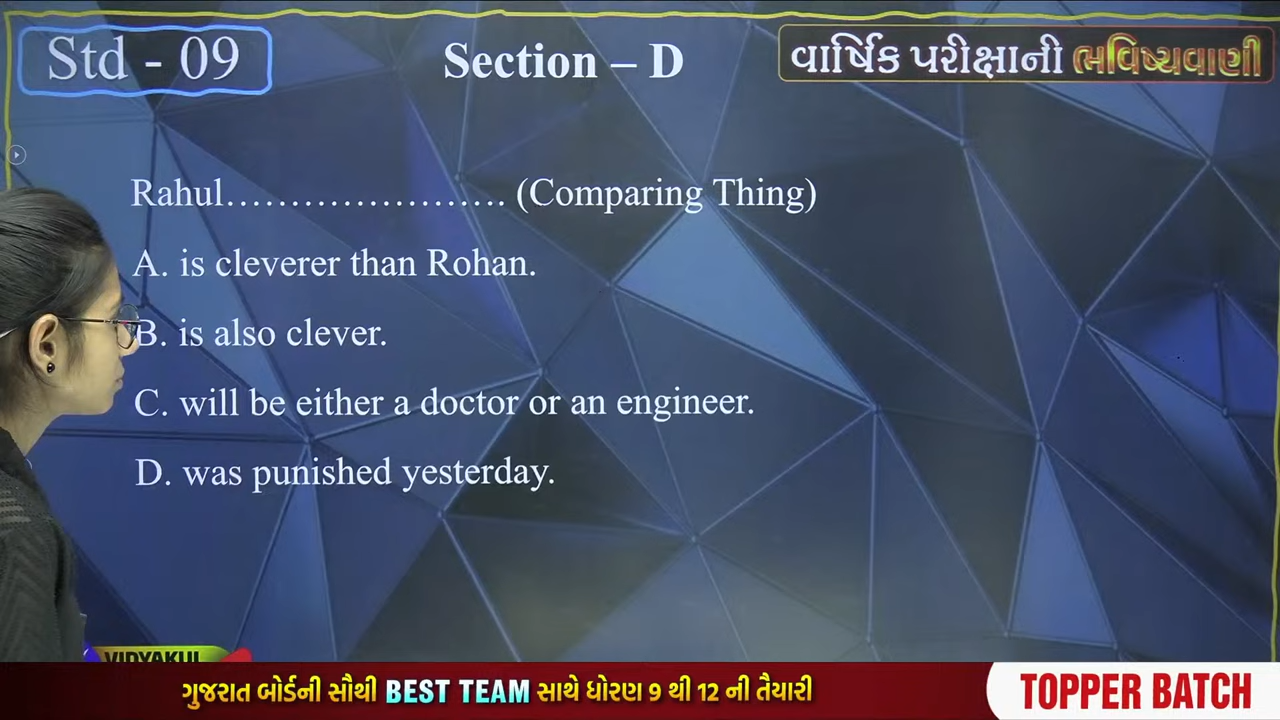 Std - 09
Section – D
વાર્ષિક પરીક્ષાની ભવિષ્યવાણી
Rahul...................... (Comparing Thing)
A. is cleverer than Rohan.
B. is also clever.
C. will be either a doctor or an engineer.
D. was punished yesterday.
VIDYAKUL
ગુજરાત બોર્ડની સૌથી BEST TEAM સાથે ધોરણ 9 થી 12 ની તૈયારી
TOPPER BATCH